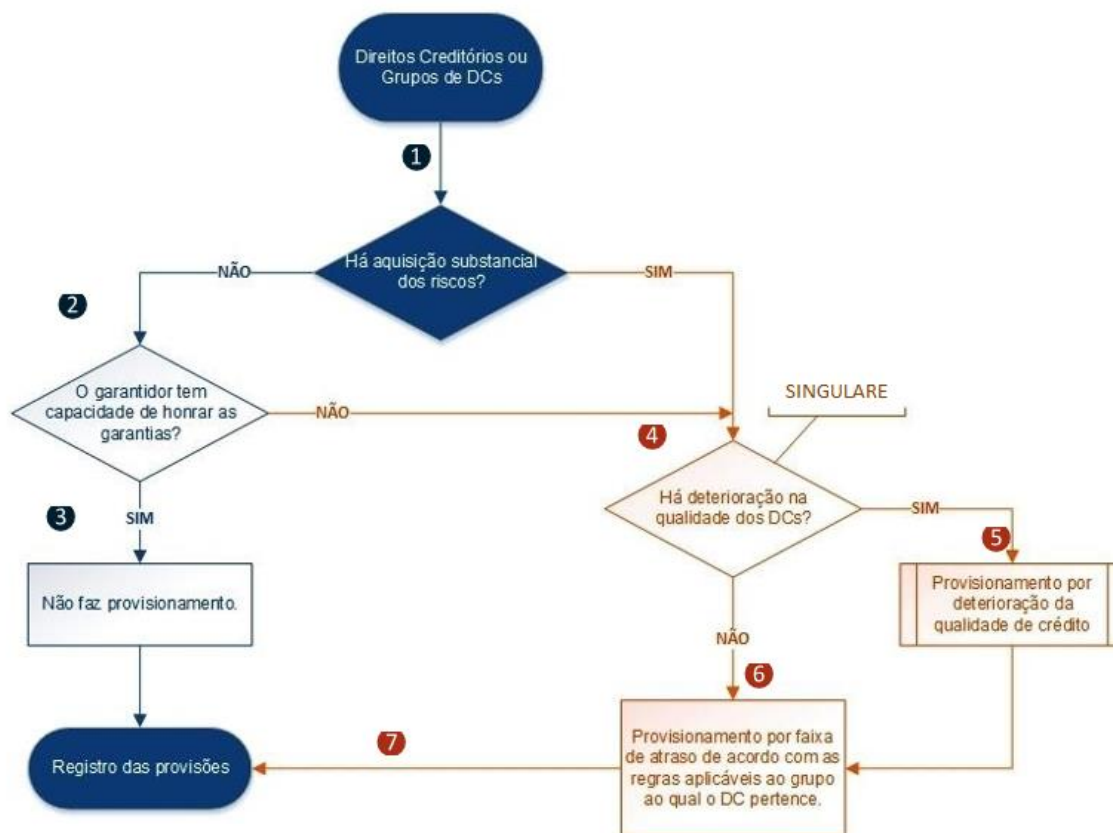 Direitos Creditórios ou
Grupos de DCs
1
Há aquisição substancial
dos riscos?
NÃO
SIM
2
O garantidor tem
capacidade de honrar as
garantias?
NÃO
SINGULARE
4
Há deterioração na
qualidade dos DCs?
3
SIM
SIM
5
Não faz provisionamento.
Provisionamento por
deterioração da
qualidade de crédito
NÃO
6
Provisionamento por faixa
de atraso de acordo com as
regras aplicáveis ao grupo
ao qual o DC pertence.
7
Registro das provisões